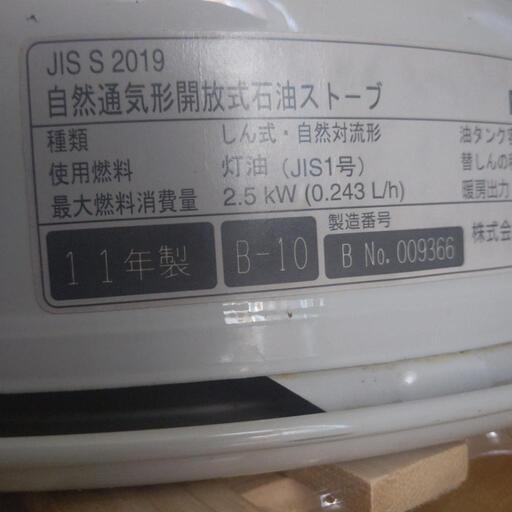 JIS S 2019
自然通気形開放式石油ストーブ
種類 しん式・自然対流形 油タンク容
使用燃料 灯油（JIS1号） 替しんの
最大燃料消費量 2.5 kW (0.243 L/h) 暖房出力
製造番号
11年製 B-10 B No. 009366 株式会